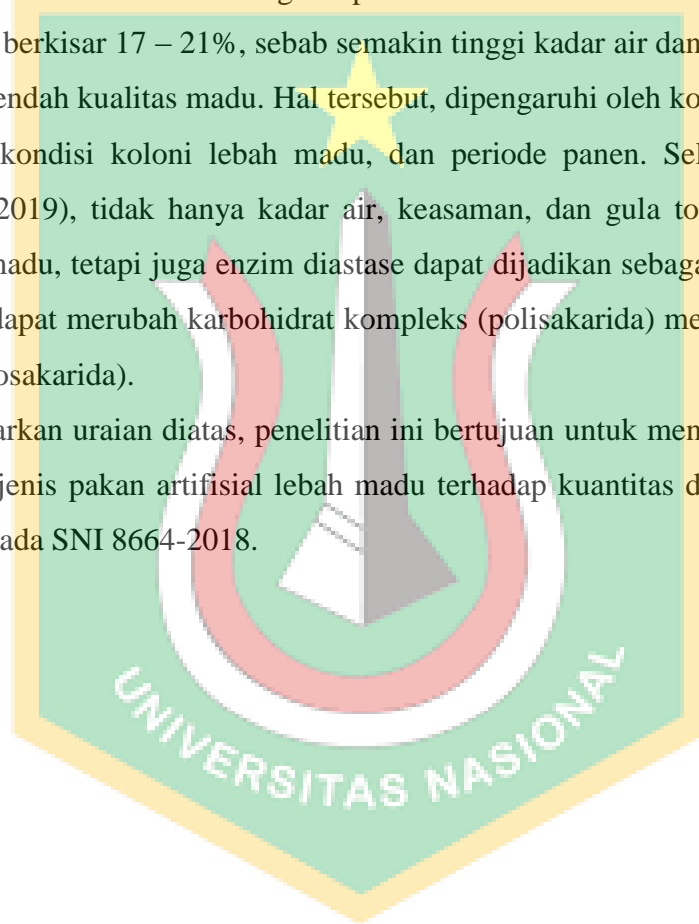 berkisar 17 – 21%, sebab semakin tinggi kadar air dan
endah kualitas madu. Hal tersebut, dipengaruhi oleh ko
kondisi koloni lebah madu, dan periode panen. Sel
2019), tidak hanya kadar air, keasaman, dan gula to
madu, tetapi juga enzim diastase dapat dijadikan sebaga
dapat merubah karbohidrat kompleks (polisakarida) me
osakarida).
arkan uraian diatas, penelitian ini bertujuan untuk men
jenis pakan artifisial lebah madu terhadap kuantitas d
ada SNI 8664-2018.
UNIVERSITAS NASIONAL